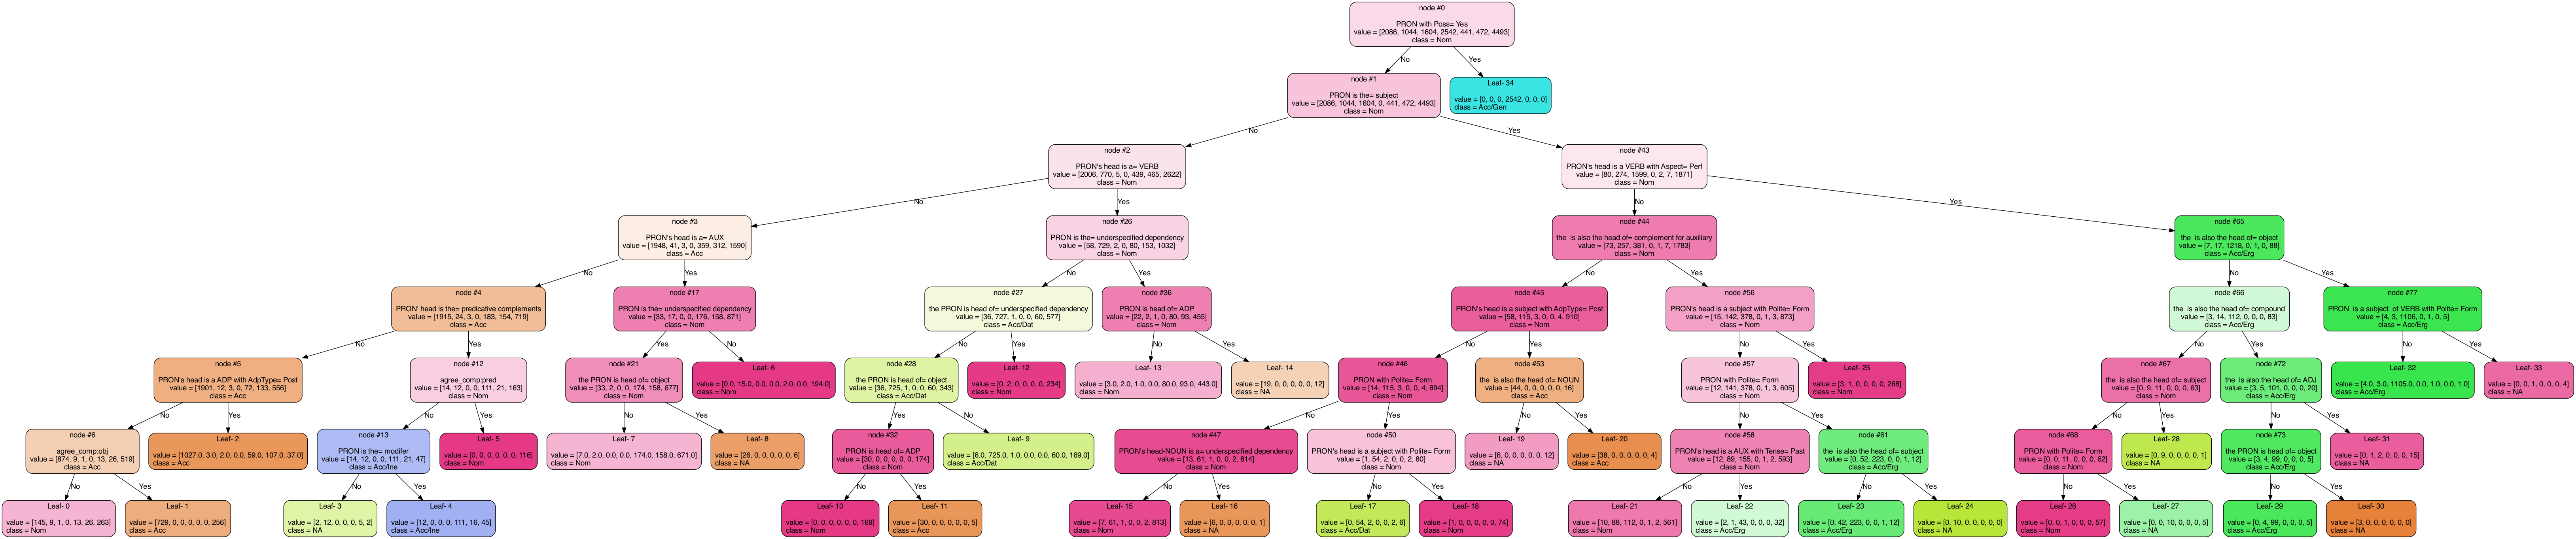 node #0
PRON with Poss= Yes
value = [2086, 1044, 1604, 2542, 441, 472, 4493]
class = Nom
No
Yes
node #1
PRON is the= subject
value = [2086, 1044, 1604, 0, 441, 472, 4493]
class = Nom
Leaf- 34
value = [0, 0, 0, 2542, 0, 0, 0]
class = Acc/Gen
No
Yes
node #2
PRON's head is a= VERB
value = [2006, 770, 5, 0, 439, 465, 2622]
class = Nom
node #43
PRON's head is a VERB with Aspect= Perf
value = [80, 274, 1599, 0, 2, 7, 1871]
class = Nom
No
Yes
No
Yes
node #3
PRON's head is a= AUX
value = [1948, 41, 3, 0, 359, 312, 1590]
class = Acc
node #26
PRON is the= underspecified dependency
value = [58, 729, 2, 0, 80, 153, 1032]
class = Nom
node #44
the  is also the head of= complement for auxiliary
value = [73, 257, 381, 0, 1, 7, 1783]
class = Nom
node #65
the  is also the head of= object
value = [7, 17, 1218, 0, 1, 0, 88]
class = Acc/Erg
No
Yes
No
Yes
No
Yes
No
Yes
node #4
PRON' head is the= predicative complements
value = [1915, 24, 3, 0, 183, 154, 719]
class = Acc
node #17
PRON is the= underspecified dependency
value = [33, 17, 0, 0, 176, 158, 871]
class = Nom
node #27
the PRON is head of= underspecified dependency
value = [36, 727, 1, 0, 0, 60, 577]
class = Acc/Dat
node #36
PRON is head of= ADP
value = [22, 2, 1, 0, 80, 93, 455]
class = Nom
node #45
PRON's head is a subject with AdpType= Post
value = [58, 115, 3, 0, 0, 4, 910]
class = Nom
node #56
PRON's head is a subject with Polite= Form
value = [15, 142, 378, 0, 1, 3, 873]
class = Nom
node #66
the  is also the head of= compound
value = [3, 14, 112, 0, 0, 0, 83]
class = Acc/Erg
node #77
PRON  is a subject  of VERB with Polite= Form
value = [4, 3, 1106, 0, 1, 0, 5]
class = Acc/Erg
No
Yes
Yes
No
No
Yes
No
Yes
No
Yes
No
Yes
No
Yes
No
Yes
node #5
PRON's head is a ADP with AdpType= Post
value = [1901, 12, 3, 0, 72, 133, 556]
class = Acc
node #12
agree_comp:pred
value = [14, 12, 0, 0, 111, 21, 163]
class = Nom
node #21
the PRON is head of= object
value = [33, 2, 0, 0, 174, 158, 677]
class = Nom
Leaf- 6
value = [0.0, 15.0, 0.0, 0.0, 2.0, 0.0, 194.0]
class = Nom
node #28
the PRON is head of= object
value = [36, 725, 1, 0, 0, 60, 343]
class = Acc/Dat
Leaf- 12
value = [0, 2, 0, 0, 0, 0, 234]
class = Nom
Leaf- 13
value = [3.0, 2.0, 1.0, 0.0, 80.0, 93.0, 443.0]
class = Nom
Leaf- 14
value = [19, 0, 0, 0, 0, 0, 12]
class = NA
node #46
PRON with Polite= Form
value = [14, 115, 3, 0, 0, 4, 894]
class = Nom
node #53
the  is also the head of= NOUN
value = [44, 0, 0, 0, 0, 0, 16]
class = Acc
node #57
PRON with Polite= Form
value = [12, 141, 378, 0, 1, 3, 605]
class = Nom
Leaf- 25
value = [3, 1, 0, 0, 0, 0, 268]
class = Nom
node #67
the  is also the head of= subject
value = [0, 9, 11, 0, 0, 0, 63]
class = Nom
node #72
the  is also the head of= ADJ
value = [3, 5, 101, 0, 0, 0, 20]
class = Acc/Erg
Leaf- 32
value = [4.0, 3.0, 1105.0, 0.0, 1.0, 0.0, 1.0]
class = Acc/Erg
Leaf- 33
value = [0, 0, 1, 0, 0, 0, 4]
class = NA
No
Yes
No
Yes
No
Yes
Yes
No
No
Yes
No
Yes
No
Yes
No
Yes
No
Yes
node #6
agree_comp:obj
value = [874, 9, 1, 0, 13, 26, 519]
class = Acc
Leaf- 2
value = [1027.0, 3.0, 2.0, 0.0, 59.0, 107.0, 37.0]
class = Acc
node #13
PRON is the= modifer
value = [14, 12, 0, 0, 111, 21, 47]
class = Acc/Ine
Leaf- 5
value = [0, 0, 0, 0, 0, 0, 116]
class = Nom
Leaf- 7
value = [7.0, 2.0, 0.0, 0.0, 174.0, 158.0, 671.0]
class = Nom
Leaf- 8
value = [26, 0, 0, 0, 0, 0, 6]
class = NA
node #32
PRON is head of= ADP
value = [30, 0, 0, 0, 0, 0, 174]
class = Nom
Leaf- 9
value = [6.0, 725.0, 1.0, 0.0, 0.0, 60.0, 169.0]
class = Acc/Dat
node #47
PRON's head-NOUN is a= underspecified dependency
value = [13, 61, 1, 0, 0, 2, 814]
class = Nom
node #50
PRON's head is a subject with Polite= Form
value = [1, 54, 2, 0, 0, 2, 80]
class = Nom
Leaf- 19
value = [6, 0, 0, 0, 0, 0, 12]
class = NA
Leaf- 20
value = [38, 0, 0, 0, 0, 0, 4]
class = Acc
node #58
PRON's head is a AUX with Tense= Past
value = [12, 89, 155, 0, 1, 2, 593]
class = Nom
node #61
the  is also the head of= subject
value = [0, 52, 223, 0, 0, 1, 12]
class = Acc/Erg
node #68
PRON with Polite= Form
value = [0, 0, 11, 0, 0, 0, 62]
class = Nom
Leaf- 28
value = [0, 9, 0, 0, 0, 0, 1]
class = NA
node #73
the PRON is head of= object
value = [3, 4, 99, 0, 0, 0, 5]
class = Acc/Erg
Leaf- 31
value = [0, 1, 2, 0, 0, 0, 15]
class = NA
No
Yes
No
Yes
No
Yes
No
Yes
No
Yes
No
Yes
No
Yes
No
Yes
No
Yes
Leaf- 0
value = [145, 9, 1, 0, 13, 26, 263]
class = Nom
Leaf- 1
value = [729, 0, 0, 0, 0, 0, 256]
class = Acc
Leaf- 3
value = [2, 12, 0, 0, 0, 5, 2]
class = NA
Leaf- 4
value = [12, 0, 0, 0, 111, 16, 45]
class = Acc/Ine
Leaf- 10
value = [0, 0, 0, 0, 0, 0, 169]
class = Nom
Leaf- 11
value = [30, 0, 0, 0, 0, 0, 5]
class = Acc
Leaf- 15
value = [7, 61, 1, 0, 0, 2, 813]
class = Nom
Leaf- 16
value = [6, 0, 0, 0, 0, 0, 1]
class = NA
Leaf- 17
value = [0, 54, 2, 0, 0, 2, 6]
class = Acc/Dat
Leaf- 18
value = [1, 0, 0, 0, 0, 0, 74]
class = Nom
Leaf- 21
value = [10, 88, 112, 0, 1, 2, 561]
class = Nom
Leaf- 22
value = [2, 1, 43, 0, 0, 0, 32]
class = Acc/Erg
Leaf- 23
value = [0, 42, 223, 0, 0, 1, 12]
class = Acc/Erg
Leaf- 24
value = [0, 10, 0, 0, 0, 0, 0]
class = NA
Leaf- 26
value = [0, 0, 1, 0, 0, 0, 57]
class = Nom
Leaf- 27
value = [0, 0, 10, 0, 0, 0, 5]
class = NA
Leaf- 29
value = [0, 4, 99, 0, 0, 0, 5]
class = Acc/Erg
Leaf- 30
value = [3, 0, 0, 0, 0, 0, 0]
class = NA